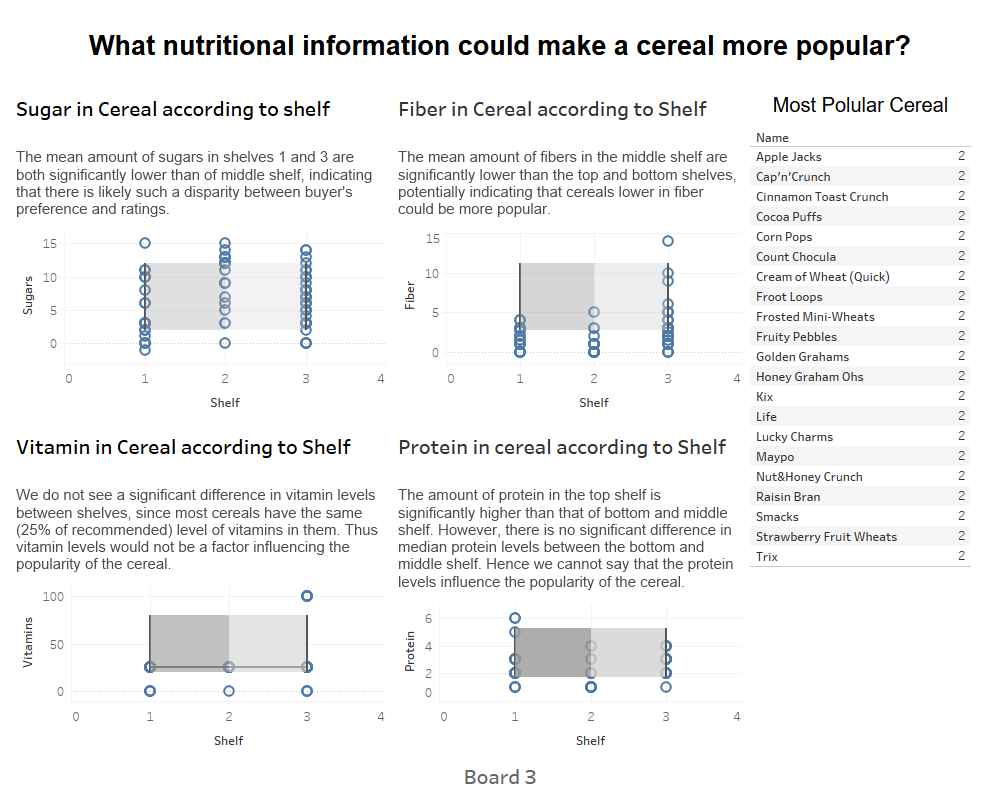 What nutritional information could make a cereal more popular?
Sugar in Cereal according to shelf
The mean amount of sugars in shelves 1 and 3 are
both significantly lower than of middle shelf, indicating
that there is likely such a disparity between buyer's
preference and ratings.
15
10
5
0
Sugars
0 1 2 3 4
Shelf
Fiber in Cereal according to Shelf
The mean amount of fibers in the middle shelf are
significantly lower than the top and bottom shelves,
potentially indicating that cereals lower in fiber
could be more popular.
15
10
5
0
Fiber
0 1 2 3 4
Shelf
Most Polular Cereal
Name
Apple Jacks 2
Cap'n'Crunch 2
Cinnamon Toast Crunch 2
Cocoa Puffs 2
Corn Pops 2
Count Chocula 2
Cream of Wheat (Quick) 2
Froot Loops 2
Frosted Mini-Wheats 2
Fruity Pebbles 2
Golden Grahams 2
Honey Graham Ohs 2
Kix 2
Life 2
Lucky Charms 2
Maypo 2
Nut&Honey Crunch 2
Raisin Bran 2
Smacks 2
Strawberry Fruit Wheats 2
Trix 2
Vitamin in Cereal according to Shelf
We do not see a significant difference in vitamin levels
between shelves, since most cereals have the same
(25% of recommended) level of vitamins in them. Thus
vitamin levels would not be a factor influencing the
popularity of the cereal.
100
50
0
Vitamins
0 1 2 3 4
Shelf
Protein in cereal according to Shelf
The amount of protein in the top shelf is
significantly higher than that of bottom and middle
shelf. However, there is no significant difference in
median protein levels between the bottom and
middle shelf. Hence we cannot say that the protein
levels influence the popularity of the cereal.
6
4
2
0
Protein
0 1 2 3 4
Shelf
Board 3